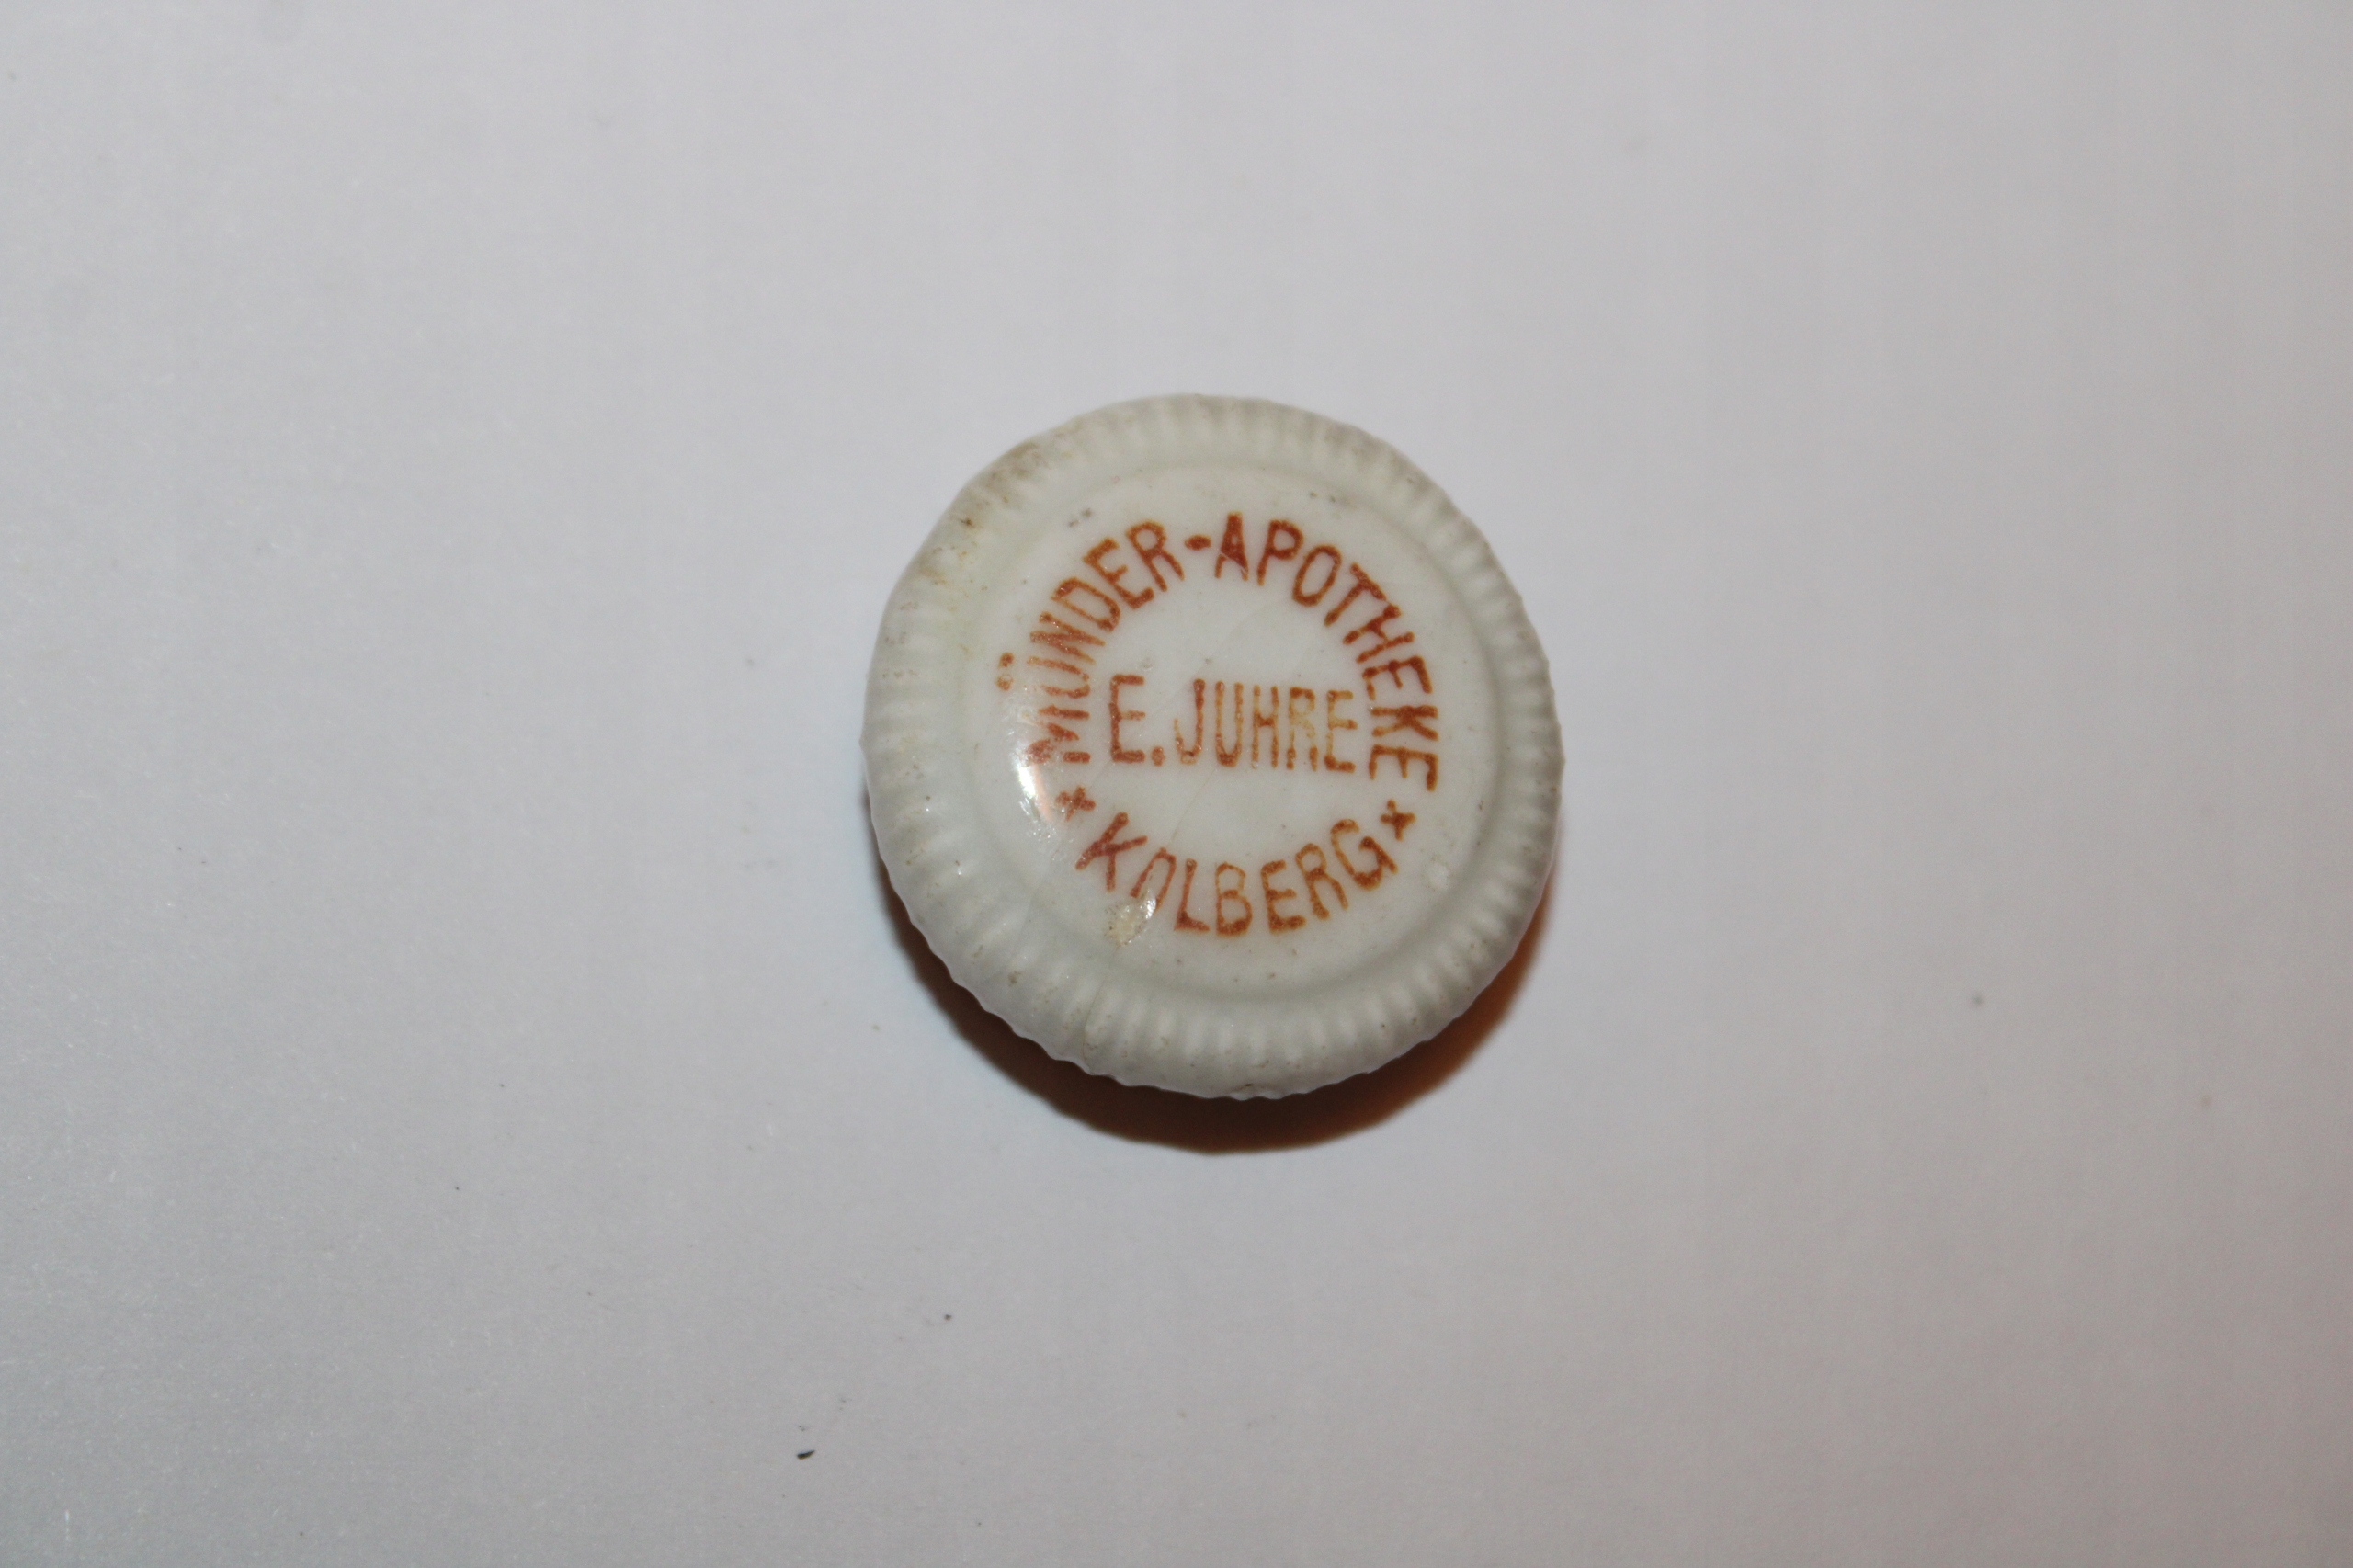 MÜNDER-APOTHEKE
E. JUHRE
+ KOLBERG +